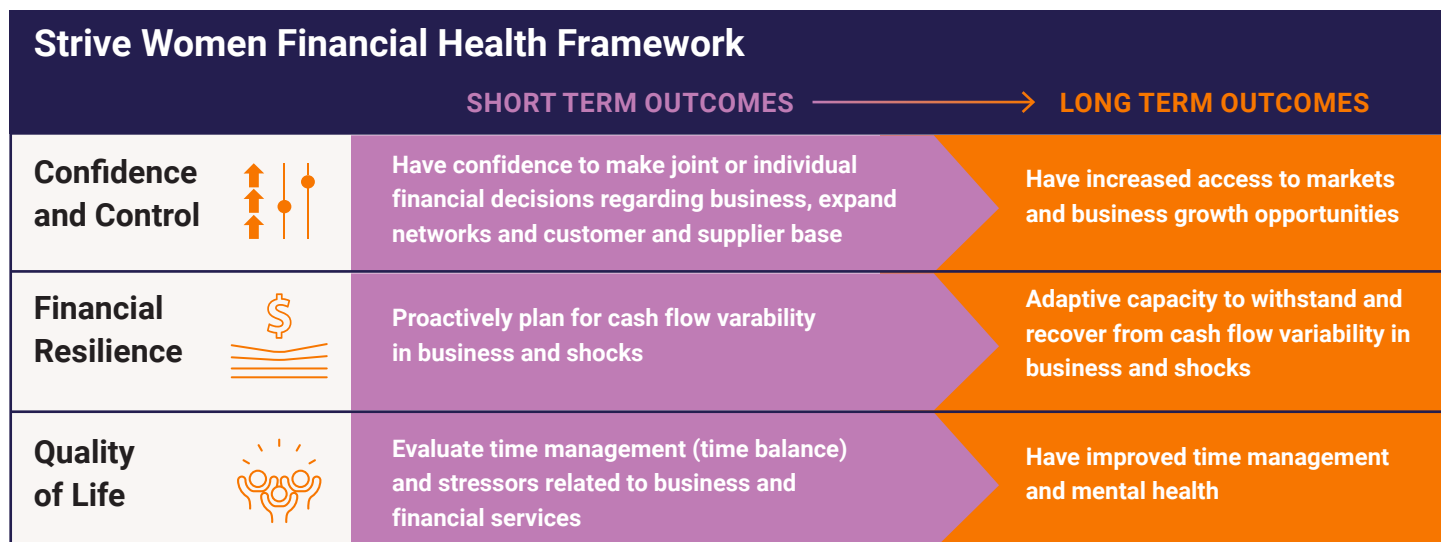 Strive Women Financial Health Framework
SHORT TERM OUTCOMES
LONG TERM OUTCOMES
Confidence
and Control
Have confidence to make joint or individual
financial decisions regarding business, expand
networks and customer and supplier base
Have increased access to markets
and business growth opportunities
Financial
Resilience
$
Proactively plan for cash flow varability
in business and shocks
Adaptive capacity to withstand and
recover from cash flow variability in
business and shocks
Quality
of Life
Evaluate time management (time balance)
and stressors related to business and
financial services
Have improved time management
and mental health